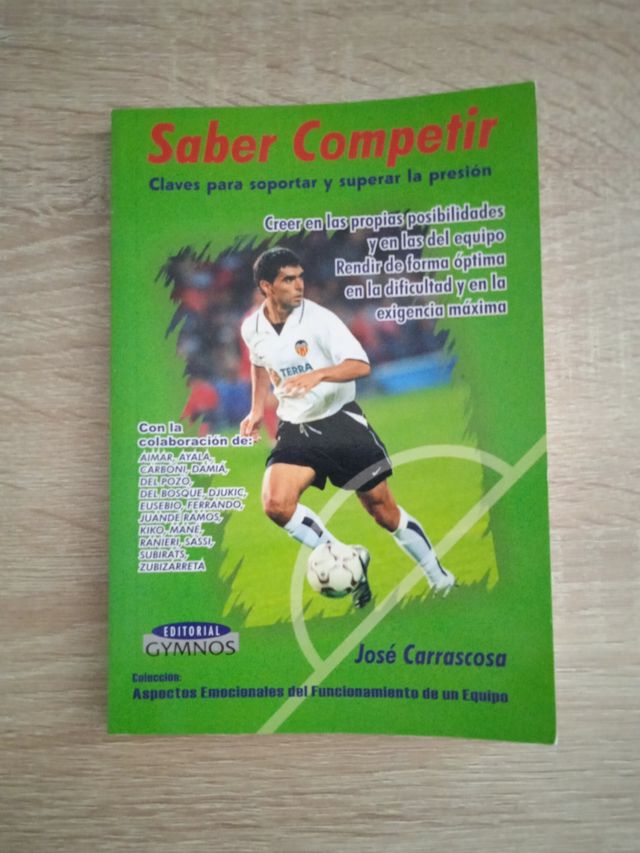 Saber Competir
Claves para soportar y superar la presión
Creer en las propias posibilidades
y en las del equipo
Rendir de forma óptima
en la dificultad y en la
exigencia máxima
TERRA
Con la
colaboración de:
AIMAR, AYALA,
CARBONI, DAMIÁ,
DEL POZO,
DEL BOSQUE, DJUKIC,
EUSEBIO, FERRANDO,
JUANDE RAMOS,
KIKO, MANÉ,
RANIERI, SASSI,
SUBIRATS,
ZUBIZARRETA
EDITORIAL
GYMNOS
José Carrascosa
Colección:
Aspectos Emocionales del Funcionamiento de un Equipo